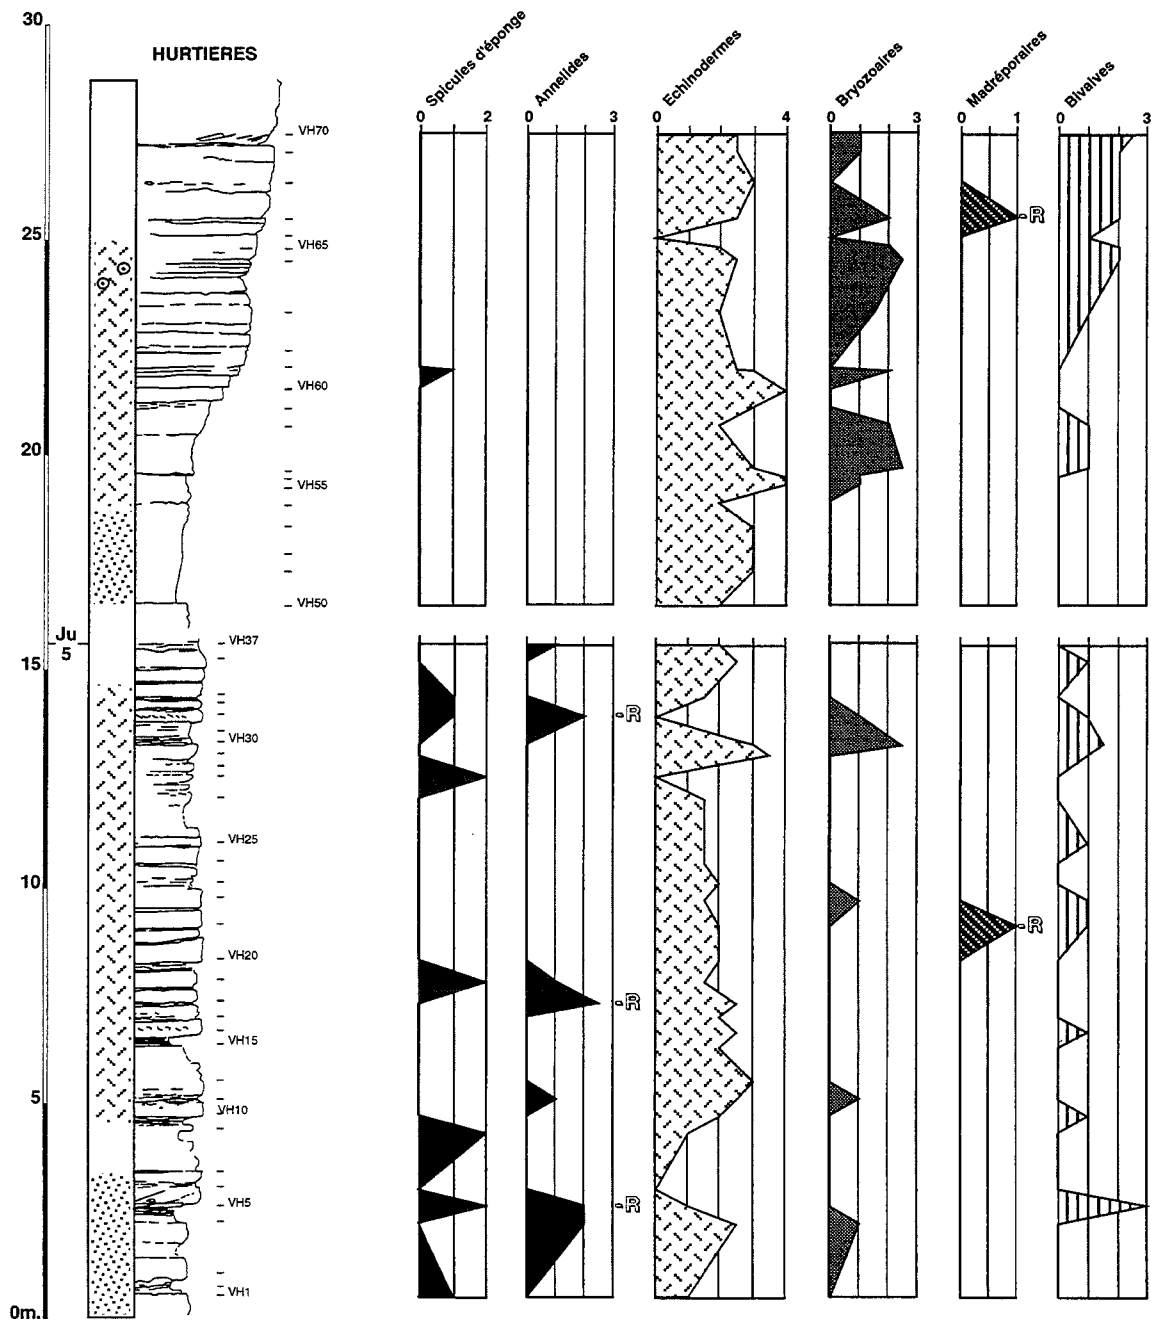 30
HURTIERES
Spicules d'éponge
Annelides
Echinodermes
Bryozoaires
Madréporaires
Bivalves
0 2 0 3 0 4 0 3 0 1 0 3
VH70
25
VH65
R
VH60
20
VH55
VH50
Ju
5
VH37
15
R
VH30
VH25
10
R
VH20
R
VH15
5
VH10
VH5
R
VH1
0m.